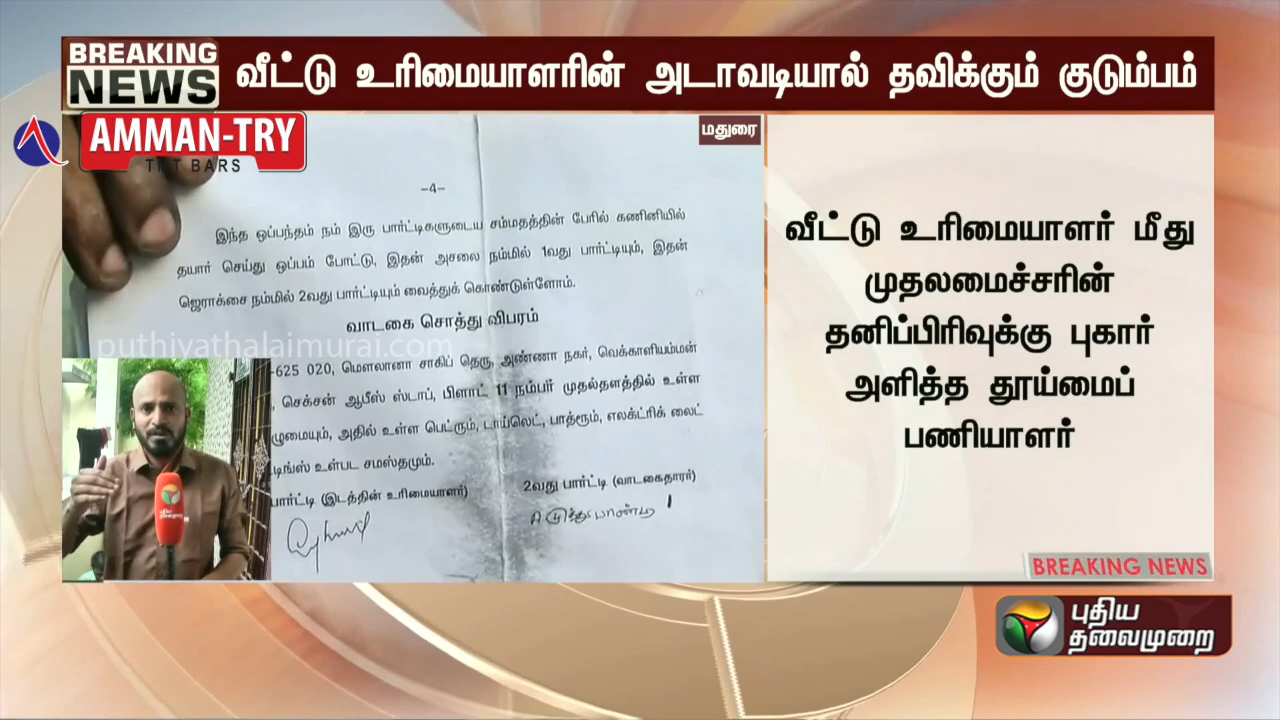 BREAKING
NEWS
வீட்டு உரிமையாளரின் அடாவடியால் தவிக்கும் குடும்பம்
AMMAN-TRY
TMT BARS
மதுரை
-4-
இந்த ஒப்பந்தம் நம் இரு பார்ட்டிகளுடைய சம்மதத்தின் பேரில் கணினியில்
தயார் செய்து ஒப்பம் போட்டு, இதன் அசலை நம்மில் 1வது பார்ட்டியும், இதன்
ஜெராக்சை நம்மில் 2வது பார்ட்டியும் வைத்துக் கொண்டுள்ளோம்.
வாடகை சொத்து விபரம்
puthiyathalaimurai.com
-625 020, மௌலானா சாகிப் தெரு, அண்ணா நகர், வெக்காளியம்மன்
, செக்சன் ஆபீஸ் ஸ்டாப், பிளாட் 11 நம்பர் முதல்தளத்தில் உள்ள
ழுமையும், அதில் உள்ள பெட்ரும், டாய்லெட், பாத்ரூம், எலக்ட்ரிக் லைட்
டிங்ஸ் உள்பட சமஸ்தமும்.
பார்ட்டி (இடத்தின் உரிமையாளர்)
2வது பார்ட்டி (வாடகைதாரர்)
வீட்டு உரிமையாளர் மீது
முதலமைச்சரின்
தனிப்பிரிவுக்கு புகார்
அளித்த தூய்மைப்
பணியாளர்
BREAKING NEWS
புதிய
தலைமுறை